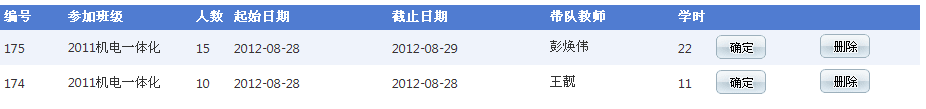 编号 参加班级 人数 起始日期 截止日期 带队教师 学时
175 2011机电一体化 15 2012-08-28 2012-08-29 彭焕伟 22 确定 删除
174 2011机电一体化 10 2012-08-28 2012-08-28 王靓 11 确定 删除